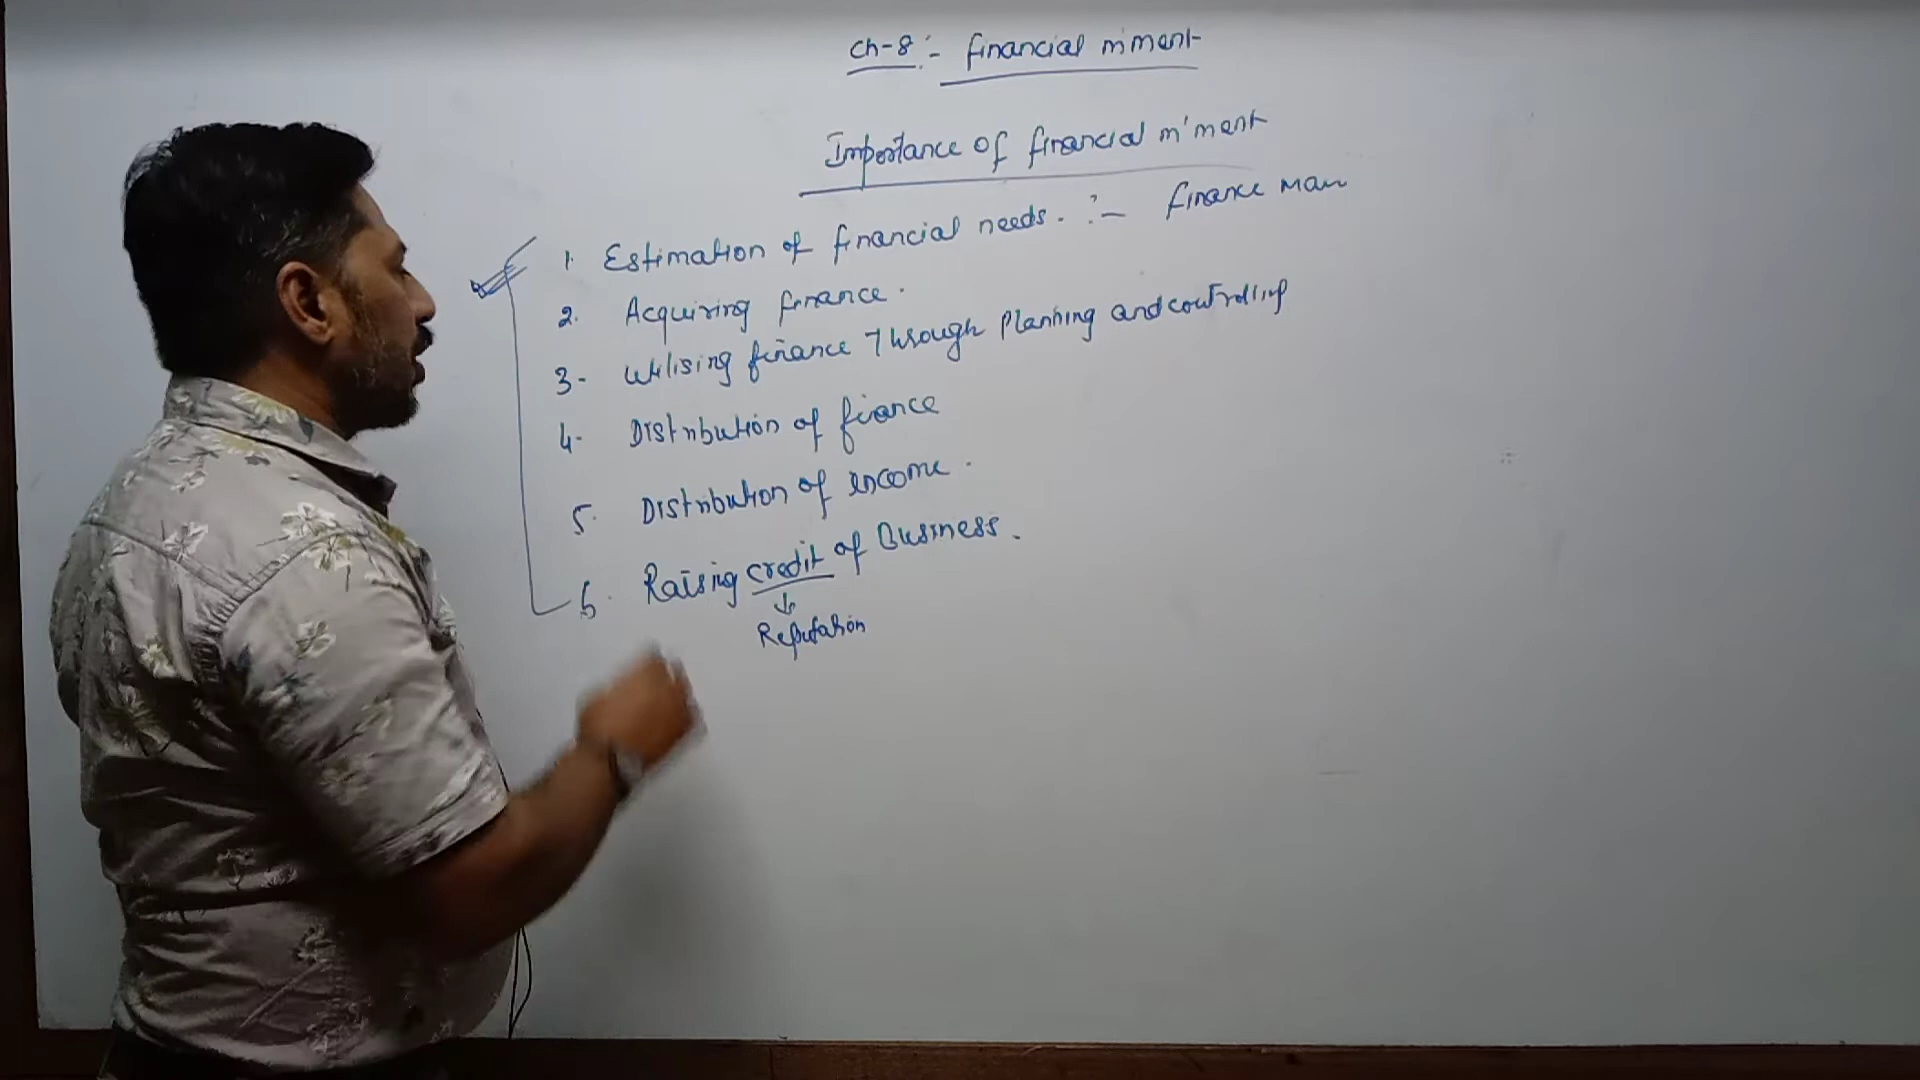 Ch-8 :- financial m'ment
Importance of financial m'ment
1. Estimation of financial needs. :- finance man
2. Acquiring finance.
3- Utilising finance Through planning and controlling
4- Distribution of finance
5. Distribution of income.
6. Raising credit of Business.
Reputation